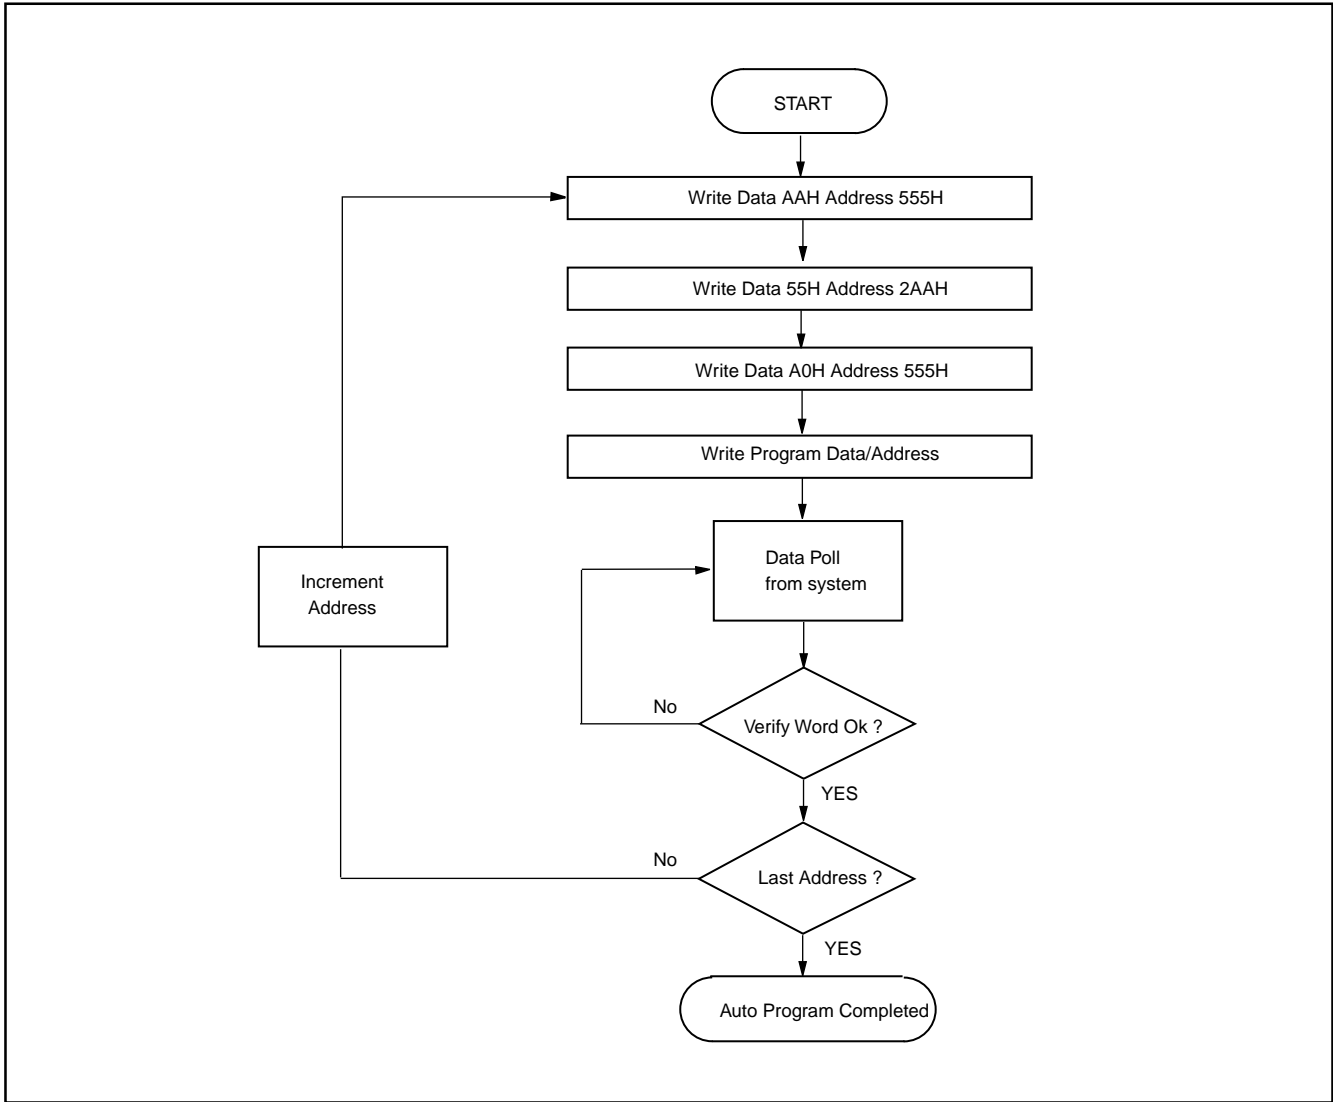 START
Write Data AAH Address 555H
Write Data 55H Address 2AAH
Write Data A0H Address 555H
Write Program Data/Address
Data Poll
from system
Increment
Address
No
Verify Word Ok ?
YES
No
Last Address ?
YES
Auto Program Completed